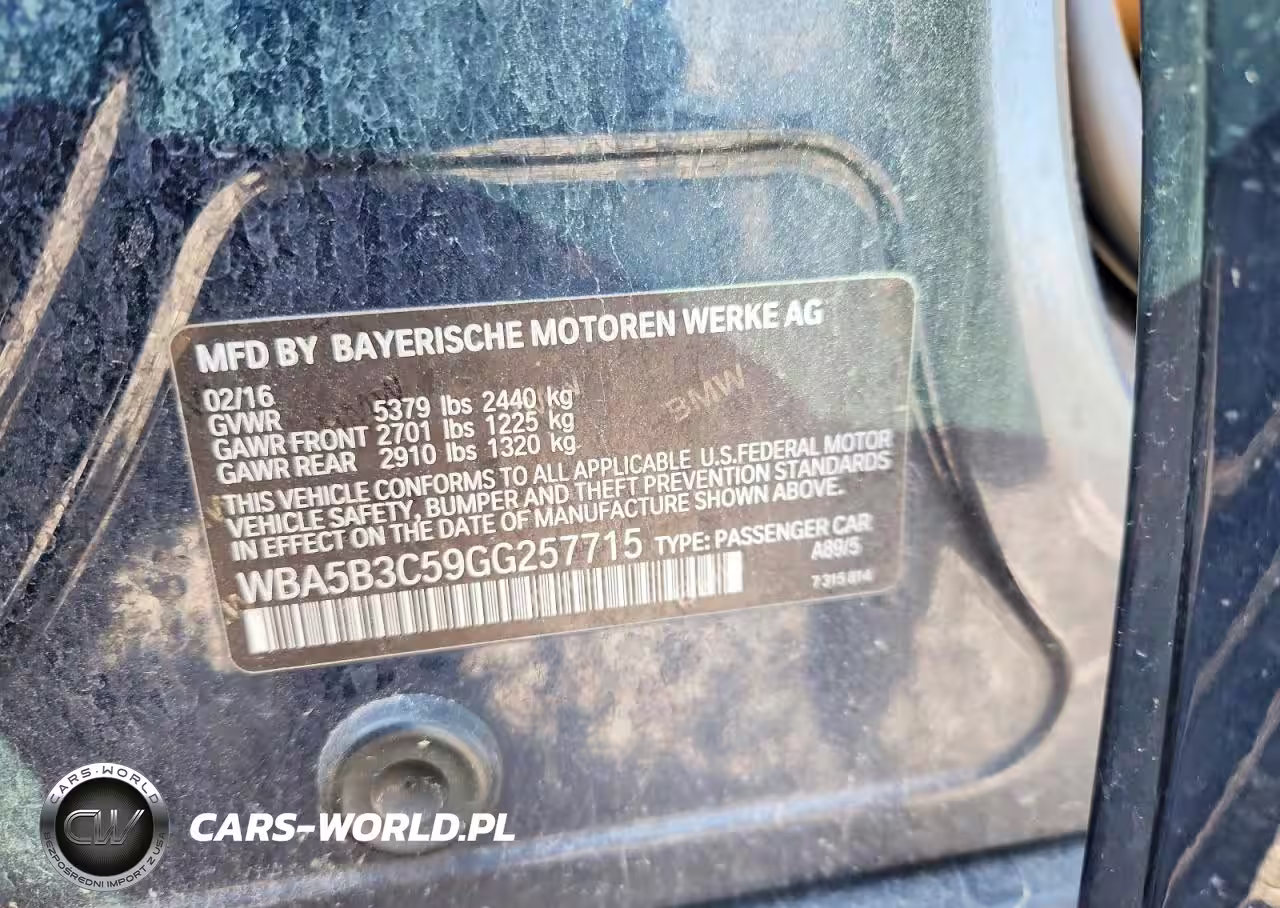 MFD BY BAYERISCHE MOTOREN WERKE AG
02/16
GVWR 5379 lbs 2440 kg
GAWR FRONT 2701 lbs 1225 kg
GAWR REAR 2910 lbs 1320 kg
BMW
THIS VEHICLE CONFORMS TO ALL APPLICABLE U.S.FEDERAL MOTOR
VEHICLE SAFETY, BUMPER AND THEFT PREVENTION STANDARDS
IN EFFECT ON THE DATE OF MANUFACTURE SHOWN ABOVE.
WBA5B3C59GG257715 TYPE: PASSENGER CAR
A89/5
7 315 814
CARS-WORLD
CW
BEZPOŚREDNI IMPORT Z USA
CARS-WORLD.PL